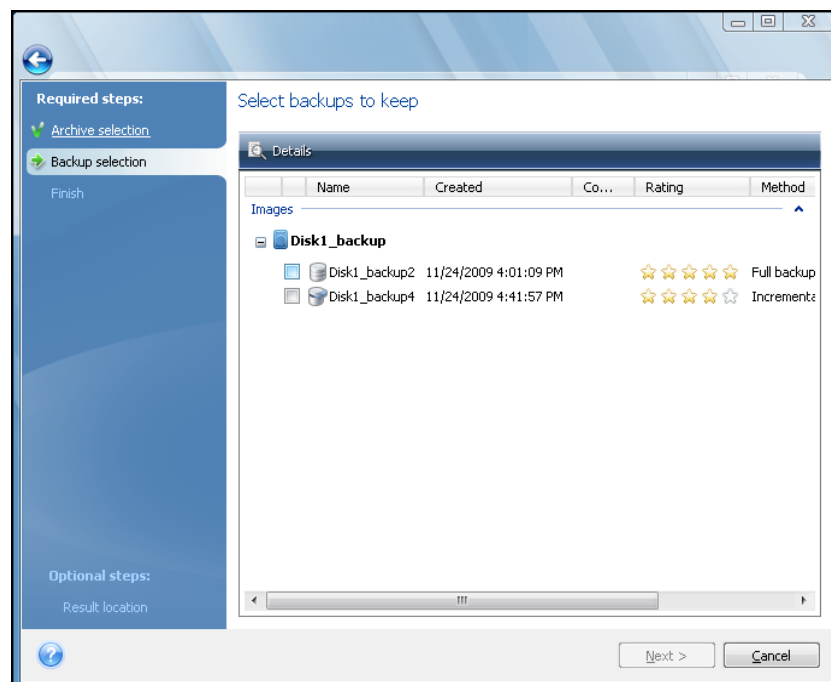 Required steps:
Archive selection
Backup selection
Finish
Optional steps:
Result location
Select backups to keep
Details
Name Created Co... Rating Method
Images
Disk1_backup
Disk1_backup2 11/24/2009 4:01:09 PM Full backup
Disk1_backup4 11/24/2009 4:41:57 PM Incrementa
Next >
Cancel